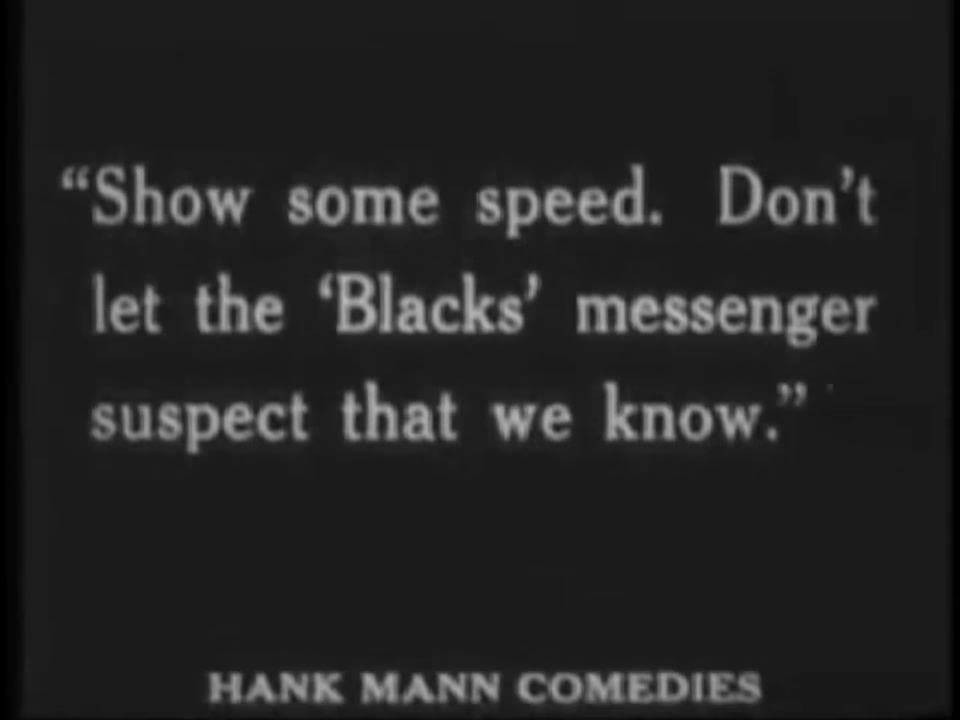 “Show some speed. Don’t
let the ‘Blacks’ messenger
suspect that we know.”
HANK MANN COMEDIES